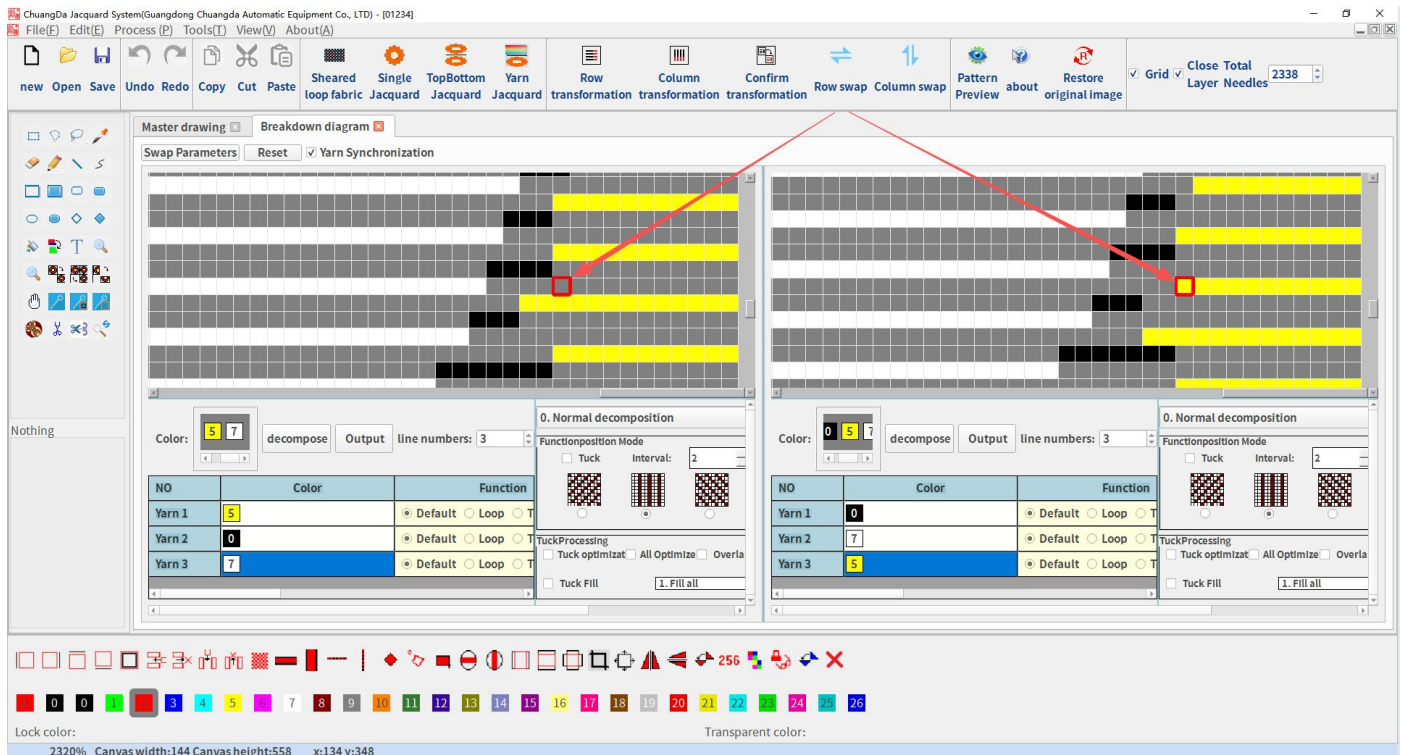 ChuangDa Jacquard System(Guangdong Chuangda Automatic Equipment Co., LTD) - [01234]
File(F) Edit(E) Process (P) Tools(T) View(V) About(A)
new Open Save Undo Redo Copy Cut Paste Sheared loop fabric Single Jacquard TopBottom Jacquard Yarn Jacquard Row transformation Column transformation Confirm transformation Row swap Column swap Pattern Preview about Restore original image Grid Close Layer Total Needles 2338
Master drawing Breakdown diagram
Swap Parameters Reset Yarn Synchronization
Nothing
Color: 5 7 decompose Output line numbers: 3
0. Normal decomposition
Functionposition Mode
Tuck Interval: 2
NO Color Function
Yarn 1 5 Default Loop T
Yarn 2 0 Default Loop T
Yarn 3 7 Default Loop T
TuckProcessing
Tuck optimizat All Optimize Overla
Tuck Fill 1. Fill all
Color: 0 5 7 decompose Output line numbers: 3
0. Normal decomposition
Functionposition Mode
Tuck Interval: 2
NO Color Function
Yarn 1 0 Default Loop T
Yarn 2 7 Default Loop T
Yarn 3 5 Default Loop T
TuckProcessing
Tuck optimizat All Optimize Overla
Tuck Fill 1. Fill all
256
0 0 1 2 3 4 5 6 7 8 9 10 11 12 13 14 15 16 17 18 19 20 21 22 23 24 25 26
Lock color: Transparent color:
2320% Canvas width:144 Canvas height:558 x:134 y:348